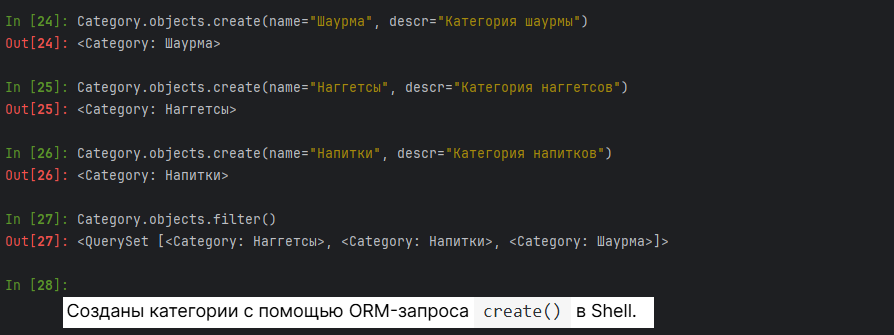 In [24]: Category.objects.create(name="Шаурма", descr="Категория шаурмы")
Out[24]: <Category: Шаурма>
In [25]: Category.objects.create(name="Наггетсы", descr="Категория наггетсов")
Out[25]: <Category: Наггетсы>
In [26]: Category.objects.create(name="Напитки", descr="Категория напитков")
Out[26]: <Category: Напитки>
In [27]: Category.objects.filter()
Out[27]: <QuerySet [<Category: Наггетсы>, <Category: Напитки>, <Category: Шаурма>]>
In [28]:
Созданы категории с помощью ORM-запроса create() в Shell.